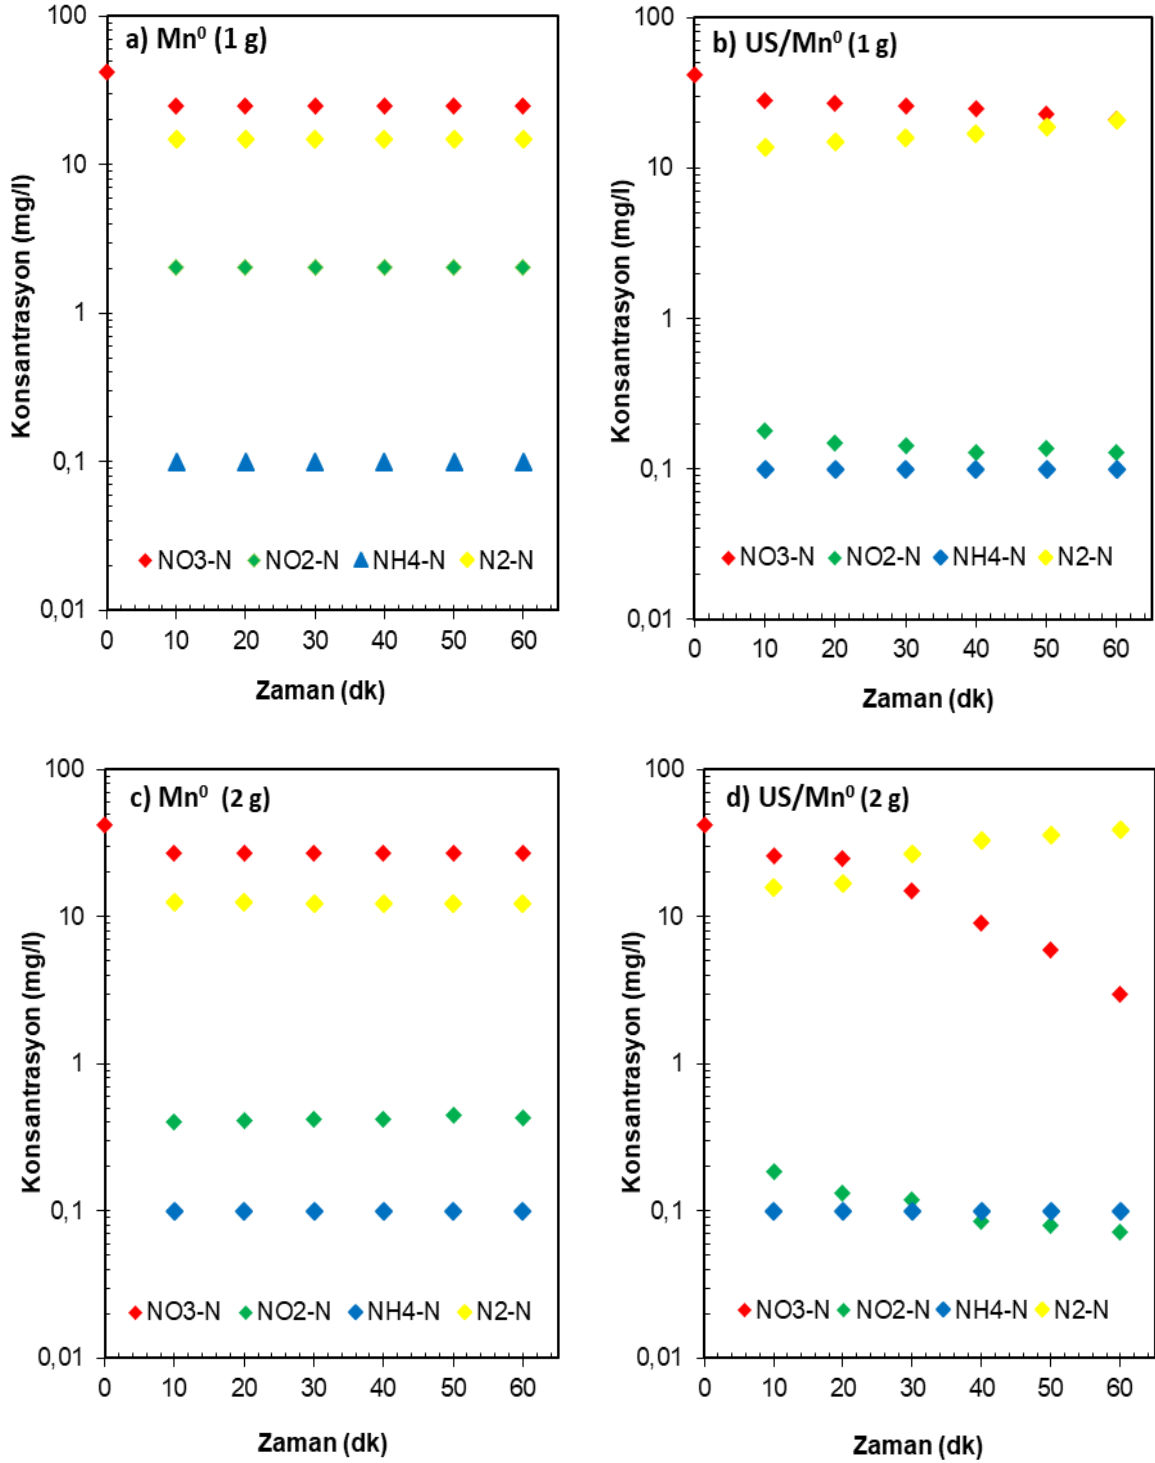 a) Mn⁰ (1 g)
100
10
1
0,1
0,01
Konsantrasyon (mg/l)
NO3-N NO2-N NH4-N N2-N
0 10 20 30 40 50 60
Zaman (dk)
b) US/Mn⁰ (1 g)
100
10
1
0,1
0,01
Konsantrasyon (mg/l)
NO3-N NO2-N NH4-N N2-N
0 10 20 30 40 50 60
Zaman (dk)
c) Mn⁰ (2 g)
100
10
1
0,1
0,01
Konsantrasyon (mg/l)
NO3-N NO2-N NH4-N N2-N
0 10 20 30 40 50 60
Zaman (dk)
d) US/Mn⁰ (2 g)
100
10
1
0,1
0,01
Konsantrasyon (mg/l)
NO3-N NO2-N NH4-N N2-N
0 10 20 30 40 50 60
Zaman (dk)